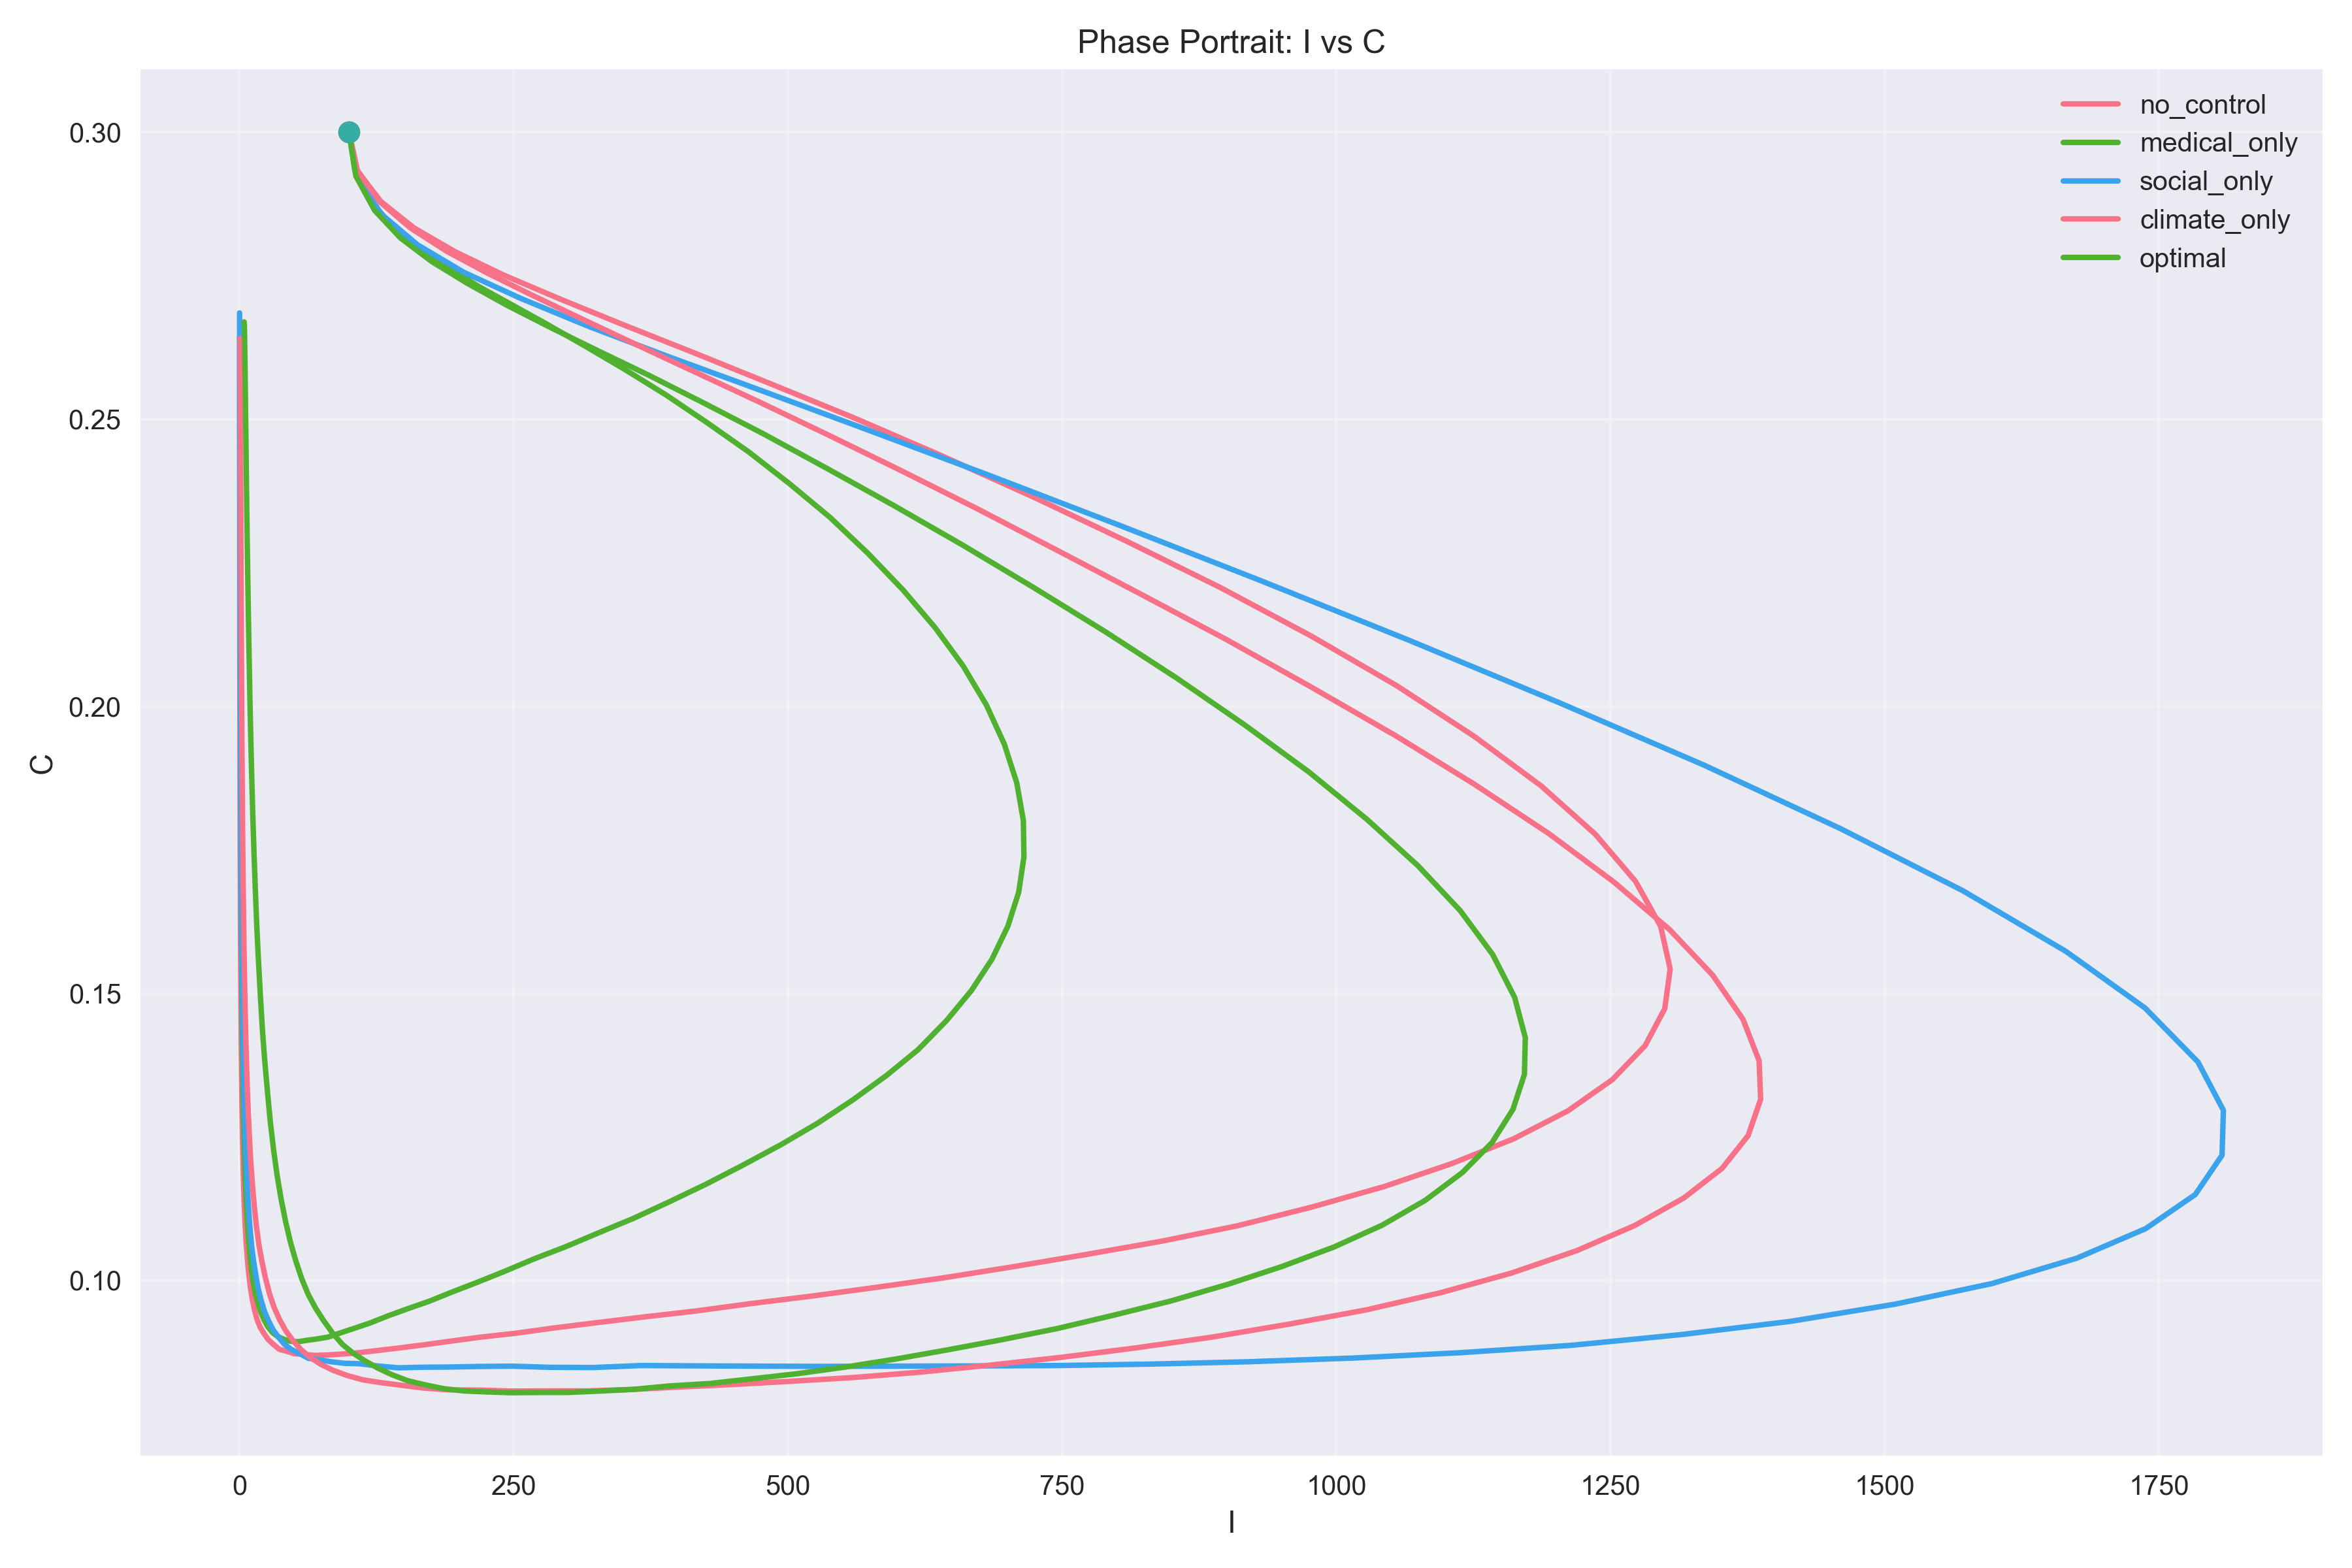 Phase Portrait: I vs C
no_control
medical_only
social_only
climate_only
optimal
0.30
0.25
0.20
0.15
0.10
C
0 250 500 750 1000 1250 1500 1750
I